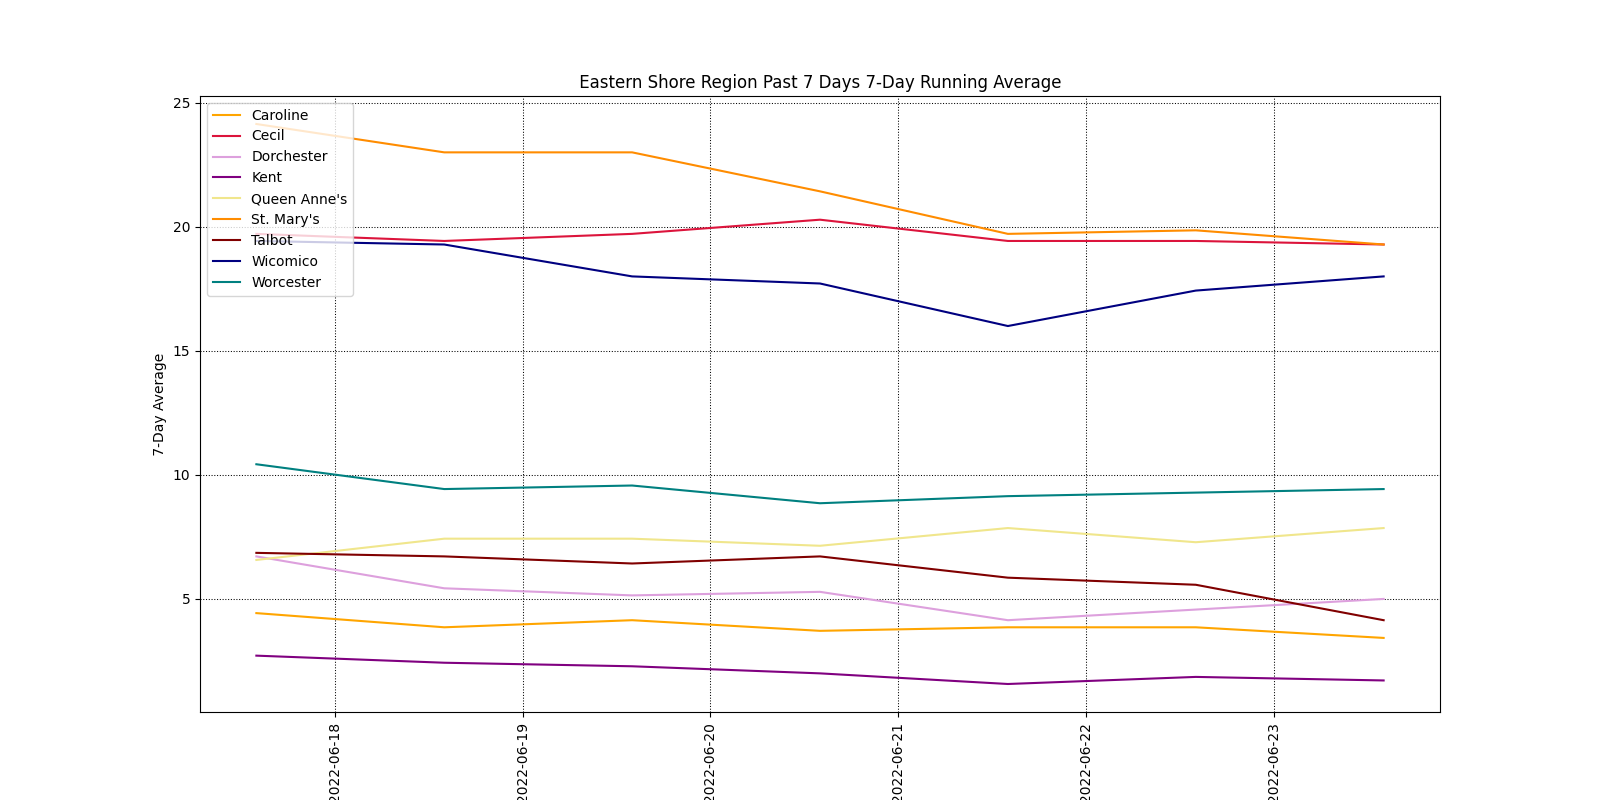 Eastern Shore Region Past 7 Days 7-Day Running Average
25
20
15
10
5
7-Day Average
Caroline
Cecil
Dorchester
Kent
Queen Anne's
St. Mary's
Talbot
Wicomico
Worcester
2022-06-18
2022-06-19
2022-06-20
2022-06-21
2022-06-22
2022-06-23